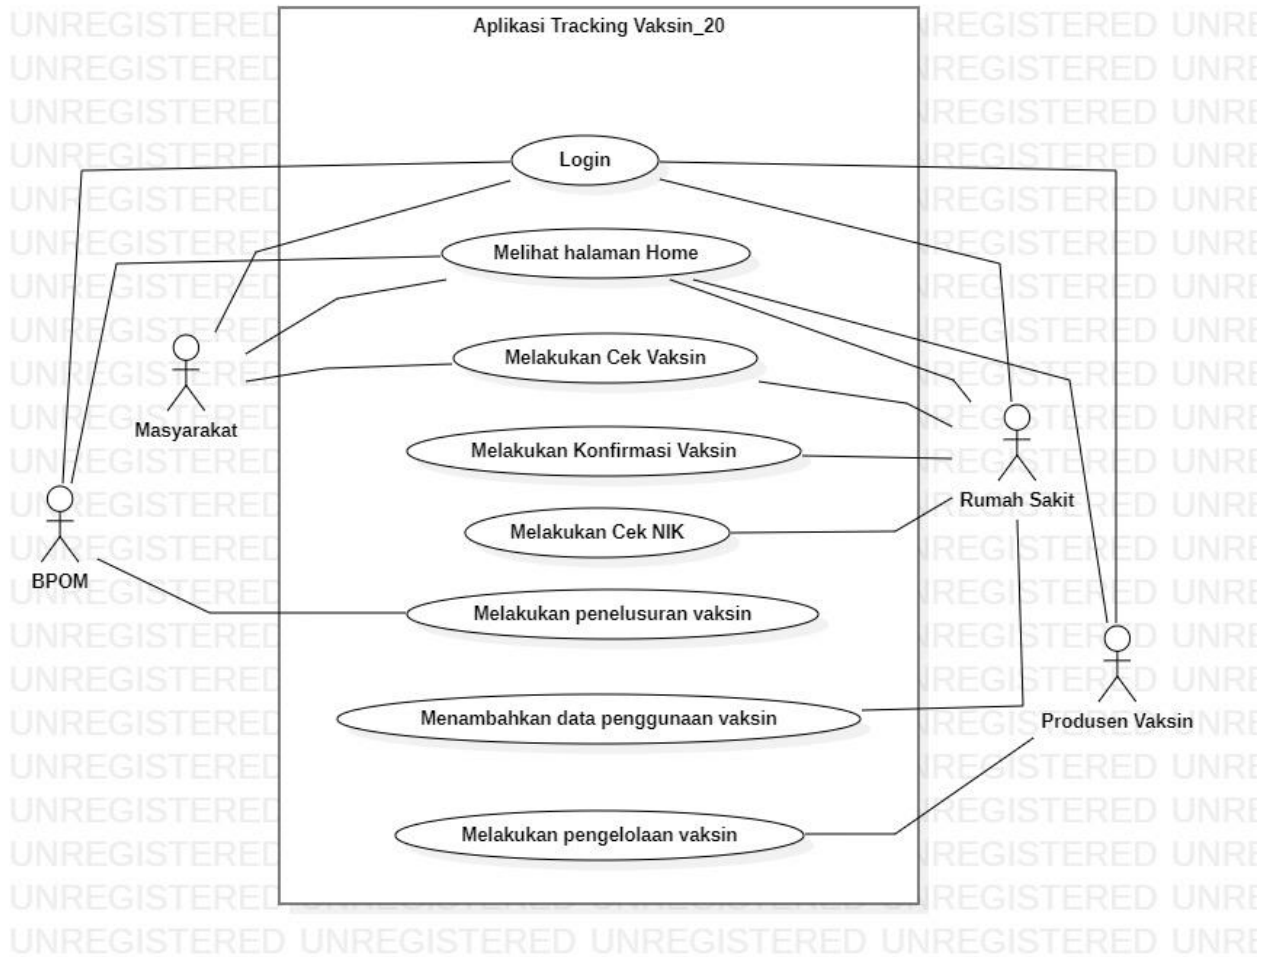 Aplikasi Tracking Vaksin_20
Login
Melihat halaman Home
Melakukan Cek Vaksin
Masyarakat
Melakukan Konfirmasi Vaksin
Rumah Sakit
Melakukan Cek NIK
BPOM
Melakukan penelusuran vaksin
Menambahkan data penggunaan vaksin
Produsen Vaksin
Melakukan pengelolaan vaksin
UNREGISTERED UNREGISTERED UNREGISTERED UNREGISTERED UNRE